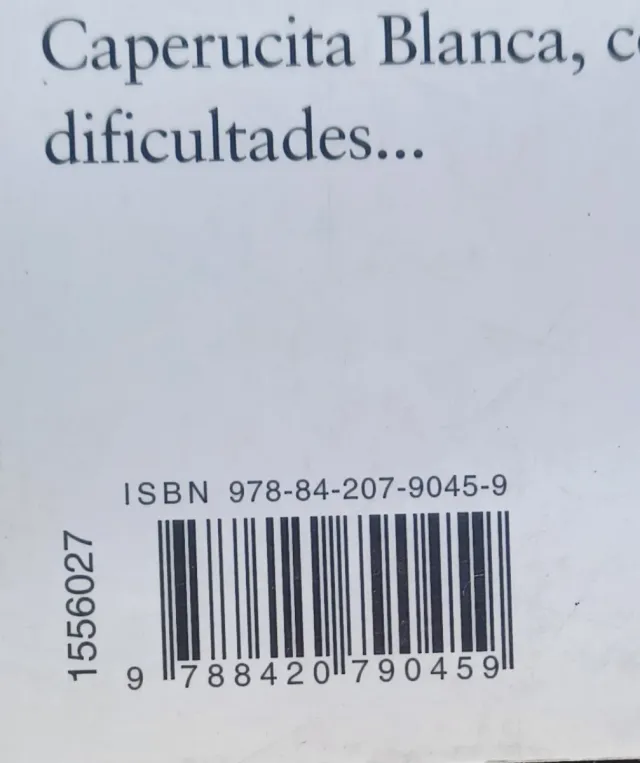 Caperucita Blanca, c
dificultades...
ISBN 978-84-207-9045-9
1556027
9 788420 790459